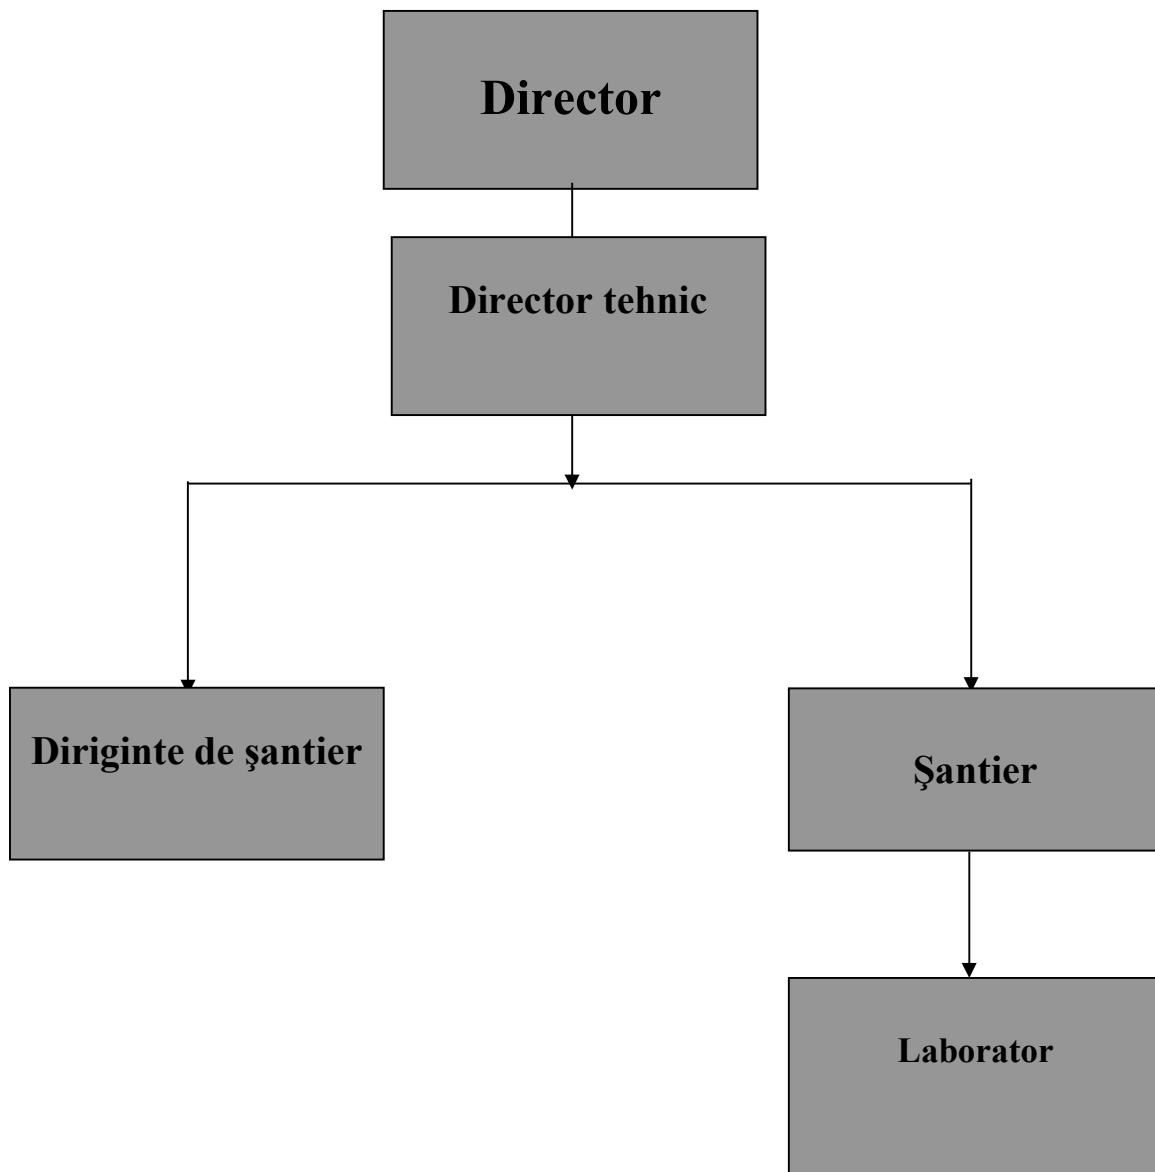 Director
Director tehnic
Diriginte de şantier
Şantier
Laborator